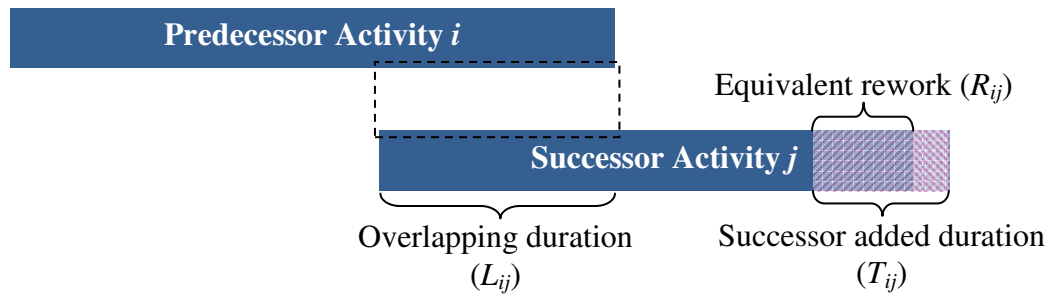 Predecessor Activity i
Equivalent rework (Rij)
Successor Activity j
Overlapping duration
(Lij)
Successor added duration
(Tij)